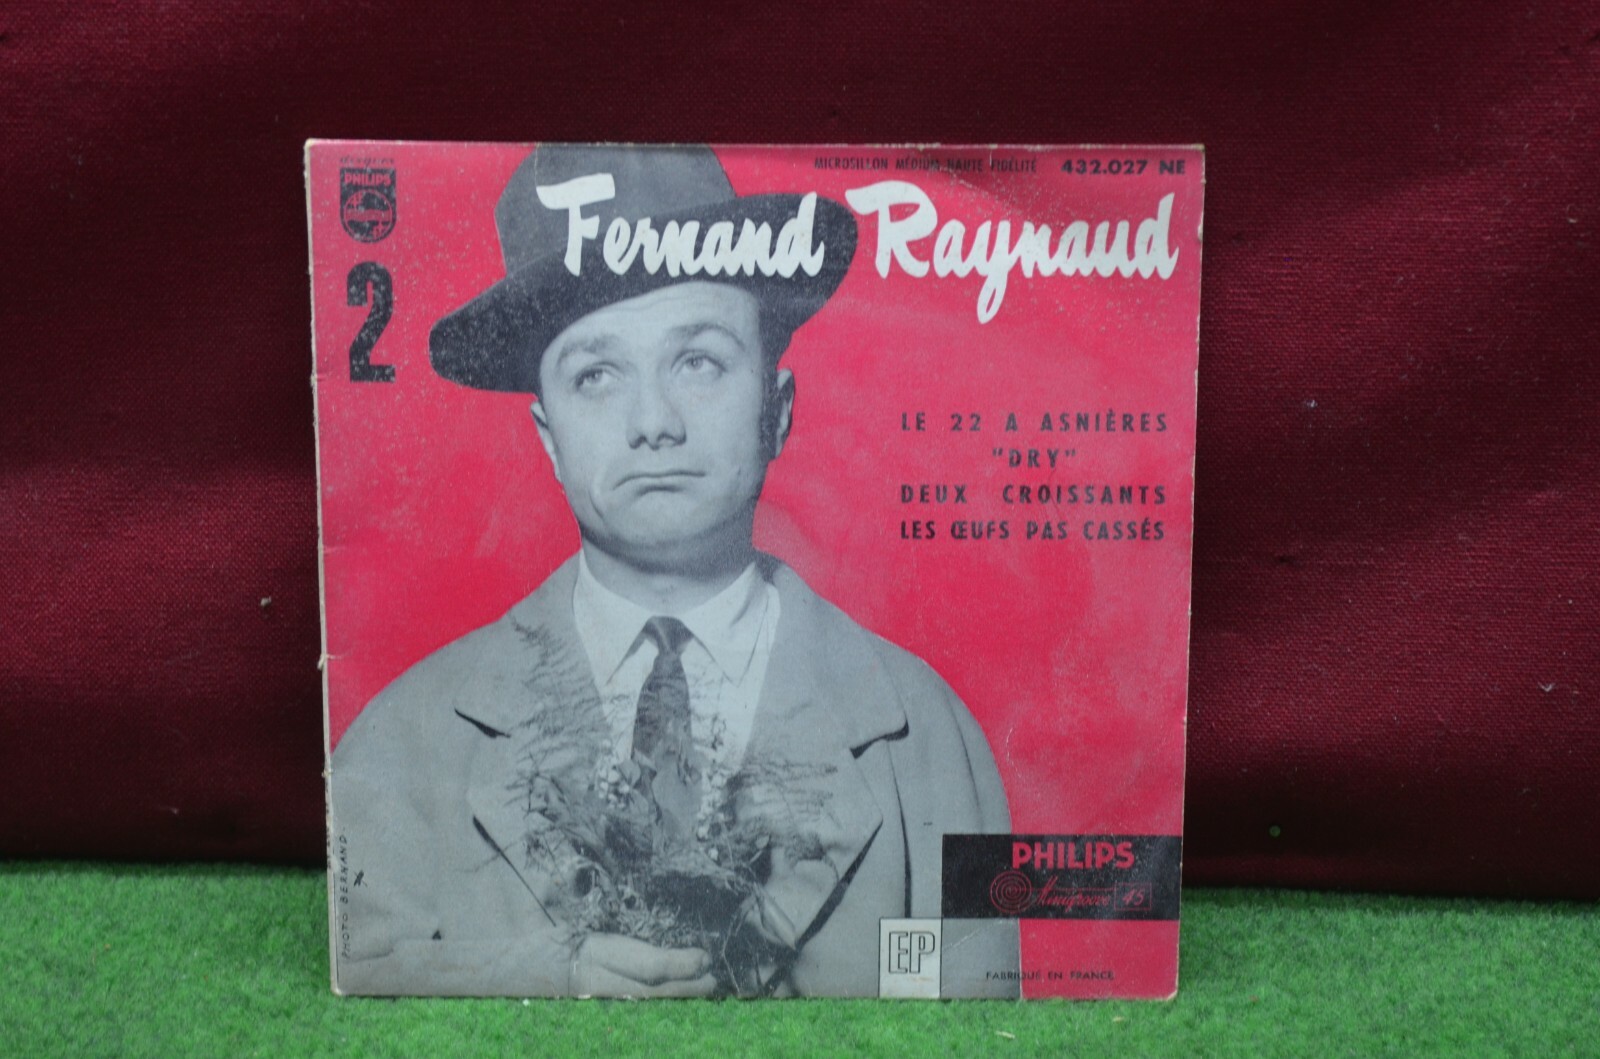 PHILIPS
MICROSILLON MÉDIUM HAUTE FIDÉLITÉ 432.027 NE
Fernand Raynaud
2
LE 22 A ASNIÈRES
"DRY"
DEUX CROISSANTS
LES ŒUFS PAS CASSÉS
PHILIPS
Minigroove 45
EP
FABRIQUÉ EN FRANCE
PHOTO BERNAND